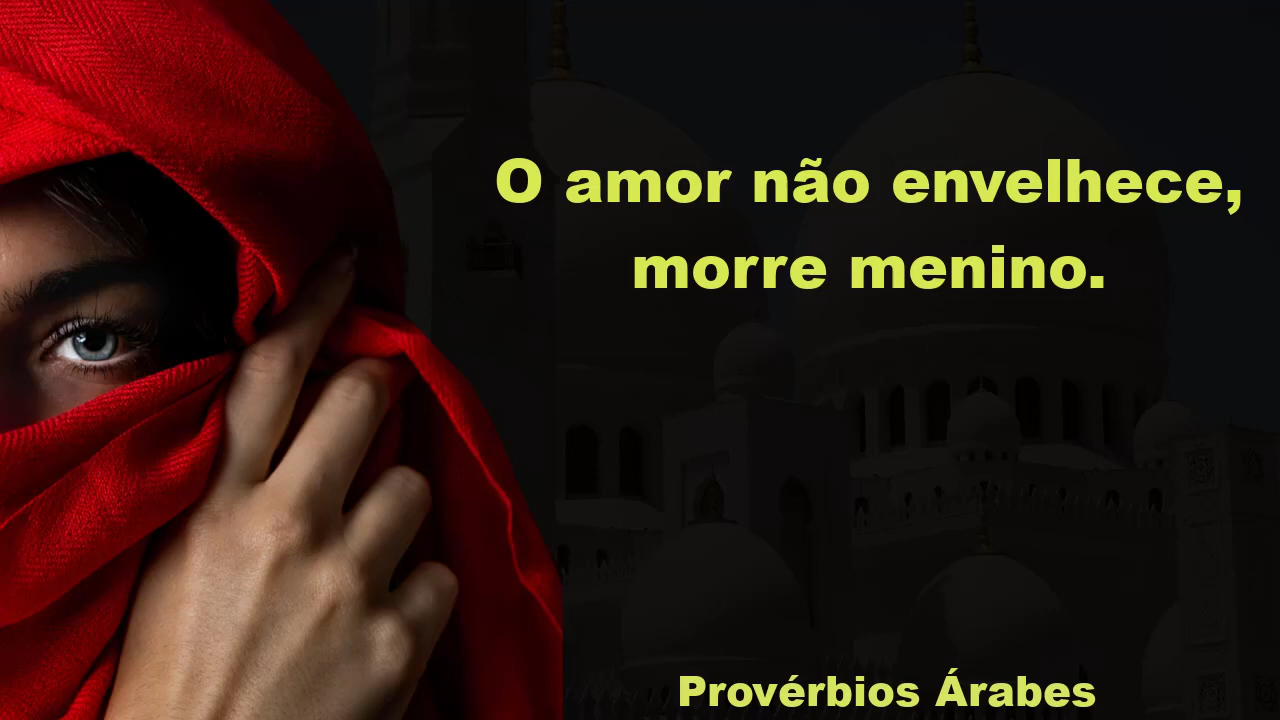 O amor não envelhece,
morre menino.
Provérbios Árabes